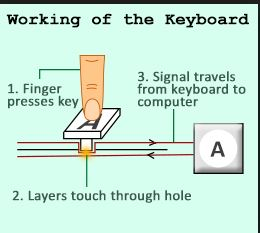 Working of the Keyboard
1. Finger
presses key
3. Signal travels
from keyboard to
computer
A
A
2. Layers touch through hole